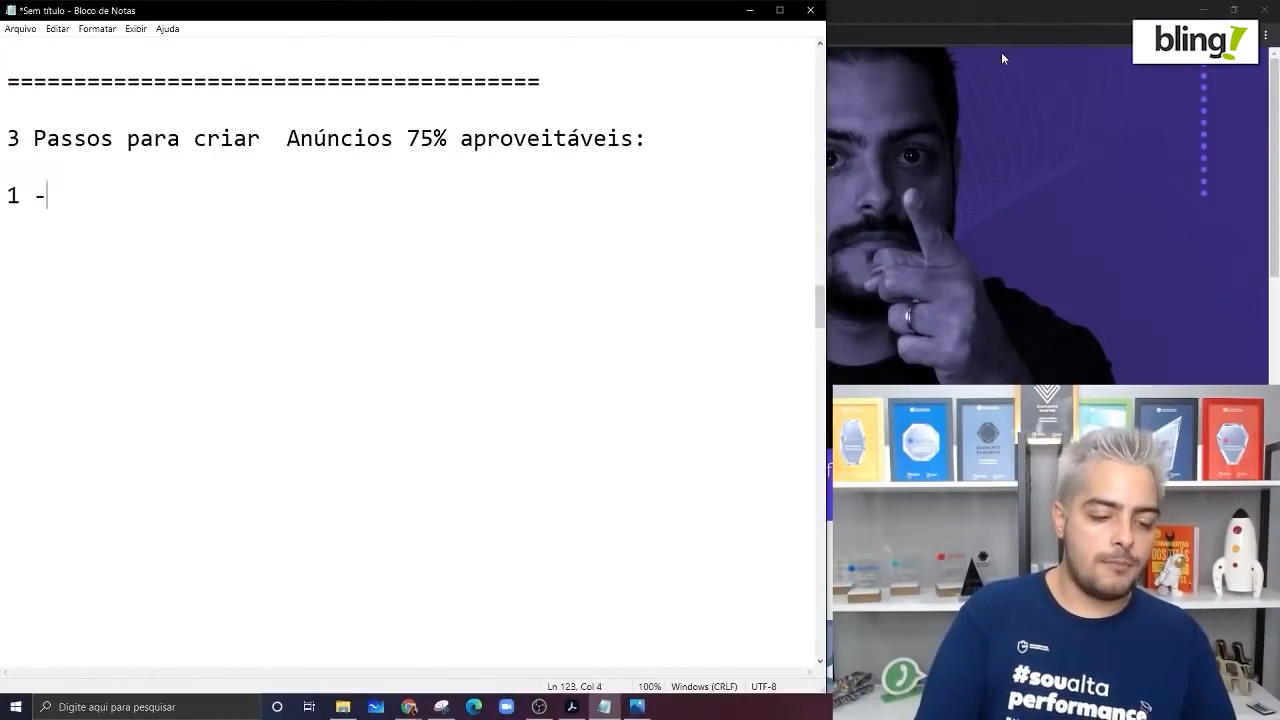 *Sem título - Bloco de Notas
Arquivo Editar Formatar Exibir Ajuda
========================================
3 Passos para criar  Anúncios 75% aproveitáveis:
1 -
Ln 123, Col 4 100% Windows (CRLF) UTF-8
Digite aqui para pesquisar
bling!
#soualta
performance